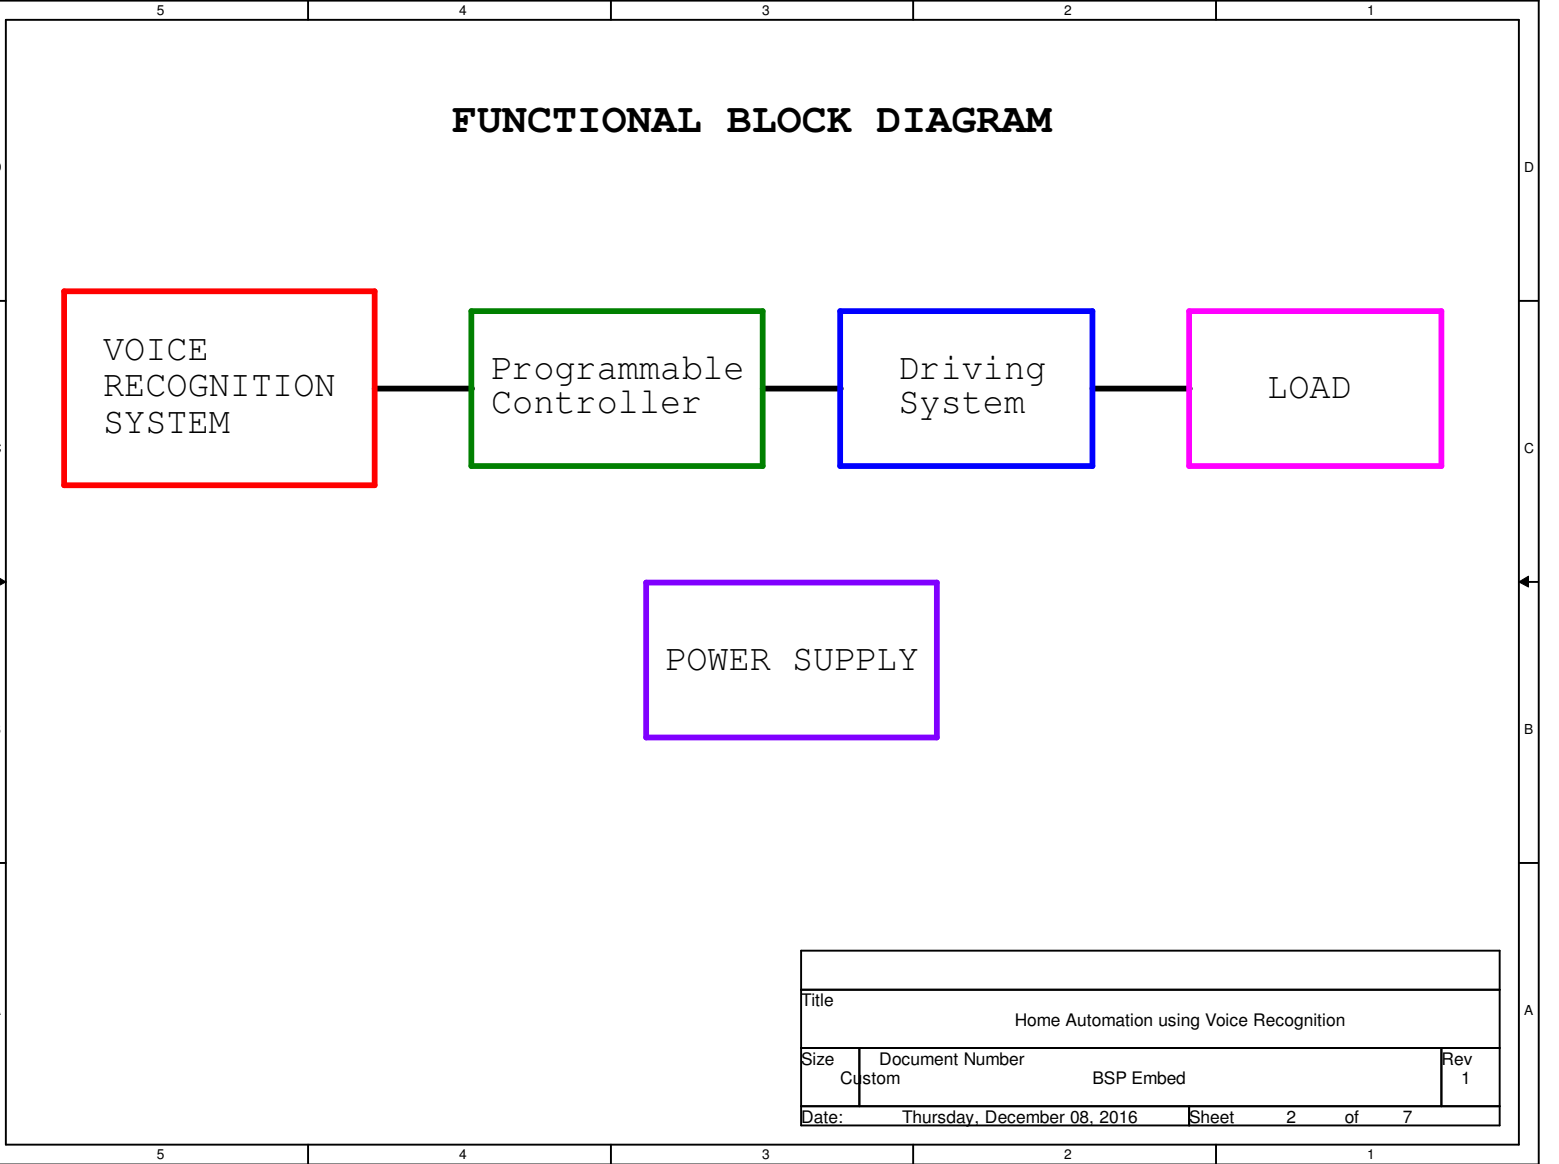 5 4 3 2 1
FUNCTIONAL BLOCK DIAGRAM
D
VOICE
RECOGNITION
SYSTEM
Programmable
Controller
Driving
System
LOAD
C
POWER SUPPLY
B
A
Title
Home Automation using Voice Recognition
Size Document Number Rev
Custom BSP Embed 1
Date: Thursday, December 08, 2016 Sheet 2 of 7
5 4 3 2 1